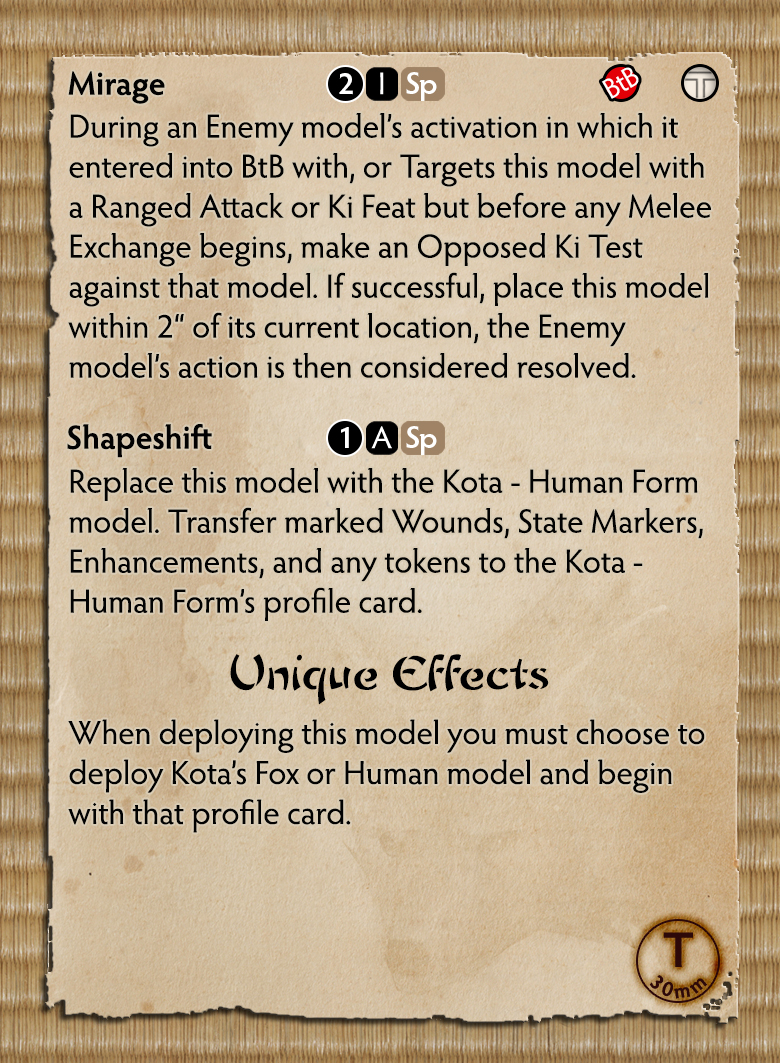 Mirage 2 I Sp BtB T
During an Enemy model's activation in which it
entered into BtB with, or Targets this model with
a Ranged Attack or Ki Feat but before any Melee
Exchange begins, make an Opposed Ki Test
against that model. If successful, place this model
within 2" of its current location, the Enemy
model's action is then considered resolved.
Shapeshift 1 A Sp
Replace this model with the Kota - Human Form
model. Transfer marked Wounds, State Markers,
Enhancements, and any tokens to the Kota -
Human Form's profile card.
Unique Effects
When deploying this model you must choose to
deploy Kota's Fox or Human model and begin
with that profile card.
T
30mm